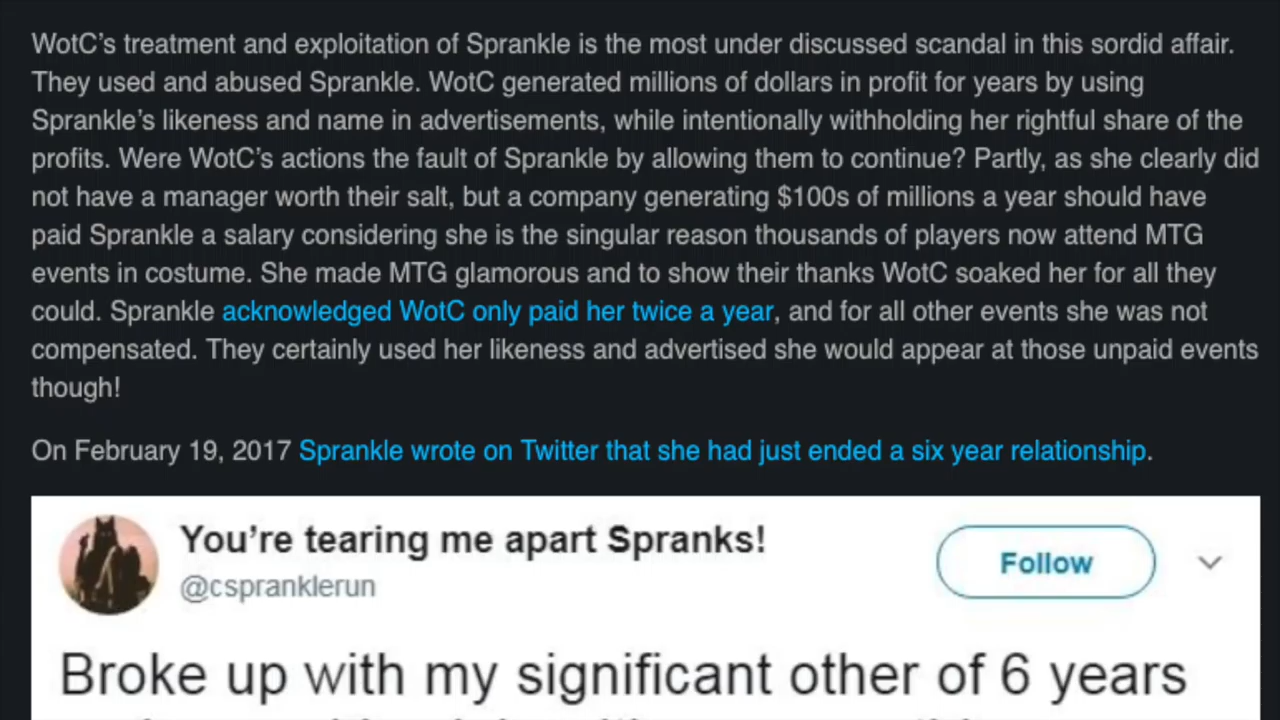 WotC’s treatment and exploitation of Sprankle is the most under discussed scandal in this sordid affair.
They used and abused Sprankle. WotC generated millions of dollars in profit for years by using
Sprankle’s likeness and name in advertisements, while intentionally withholding her rightful share of the
profits. Were WotC’s actions the fault of Sprankle by allowing them to continue? Partly, as she clearly did
not have a manager worth their salt, but a company generating $100s of millions a year should have
paid Sprankle a salary considering she is the singular reason thousands of players now attend MTG
events in costume. She made MTG glamorous and to show their thanks WotC soaked her for all they
could. Sprankle acknowledged WotC only paid her twice a year, and for all other events she was not
compensated. They certainly used her likeness and advertised she would appear at those unpaid events
though!
On February 19, 2017 Sprankle wrote on Twitter that she had just ended a six year relationship.
You’re tearing me apart Spranks!
@cspranklerun
Follow
Broke up with my significant other of 6 years